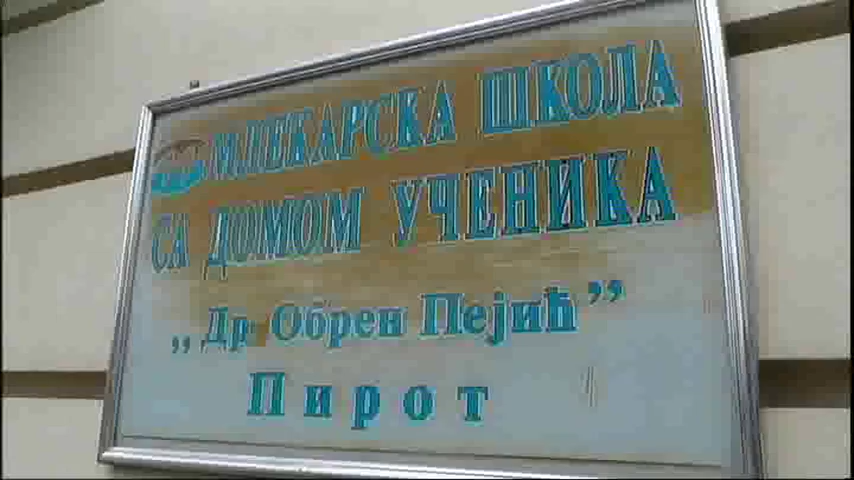 МЛЕКАРСКА ШКОЛА
СА ДОМОМ УЧЕНИКА
„Др Обрен Пејић”
Пирот